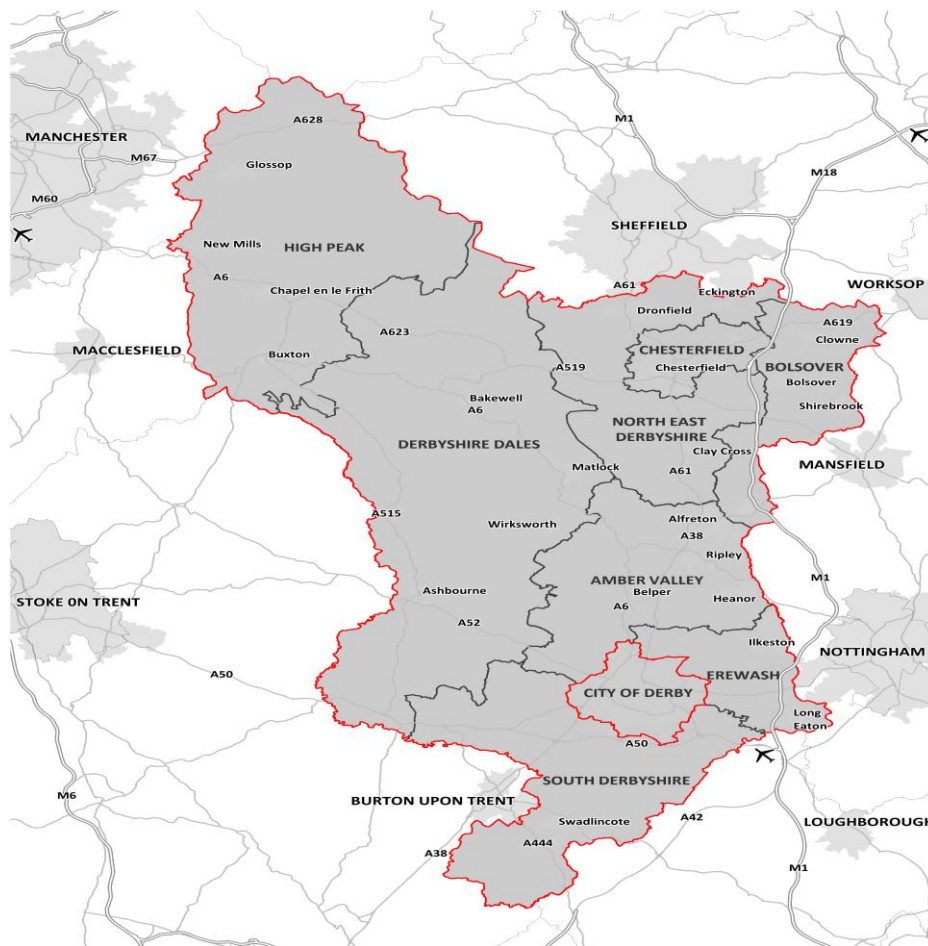 A628
M1
MANCHESTER
M67
Glossop
M18
M60
SHEFFIELD
New Mills
HIGH PEAK
A6
Chapel en le Frith
A61
Eckington
WORKSOP
Dronfield
A623
A619
Clowne
MACCLESFIELD
Buxton
CHESTERFIELD
Chesterfield
A519
BOLSOVER
Bolsover
Bakewell
A6
Shirebrook
DERBYSHIRE DALES
NORTH EAST
DERBYSHIRE
Clay Cross
Matlock
A61
MANSFIELD
A515
Wirksworth
Alfreton
A38
Ripley
M1
AMBER VALLEY
Belper
A6
Heanor
STOKE 0N TRENT
Ashbourne
A52
Ilkeston
NOTTINGHAM
A50
EREWASH
CITY OF DERBY
Long
Eaton
A50
SOUTH DERBYSHIRE
M6
BURTON UPON TRENT
Swadlincote
A42
LOUGHBOROUGH
A444
A38
M1